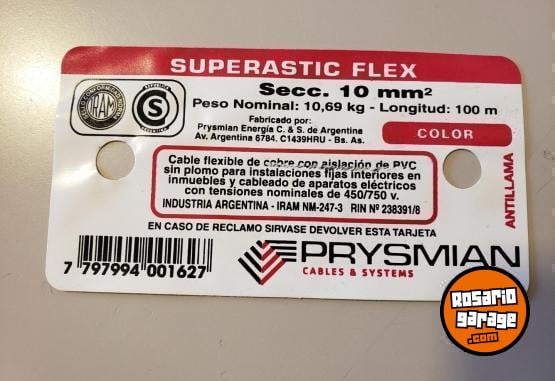 SUPERASTIC FLEX
Secc. 10 mm²
Peso Nominal: 10,69 kg - Longitud: 100 m
Fabricado por:
Prysmian Energía C. & S. de Argentina
Av. Argentina 6784. C1439HRU - Bs. As.
COLOR
IRAM
S
REPUBLICA
ARGENTINA
Cable flexible de cobre con aislación de PVC
sin plomo para instalaciones fijas interiores en
inmuebles y cableado de aparatos eléctricos
con tensiones nominales de 450/750 v.
INDUSTRIA ARGENTINA - IRAM NM-247-3 RIN Nº 238391/8
ANTILLAMA
EN CASO DE RECLAMO SIRVASE DEVOLVER ESTA TARJETA
7 797994 001627
PRYSMIAN
CABLES & SYSTEMS
Rosario
garage
.com